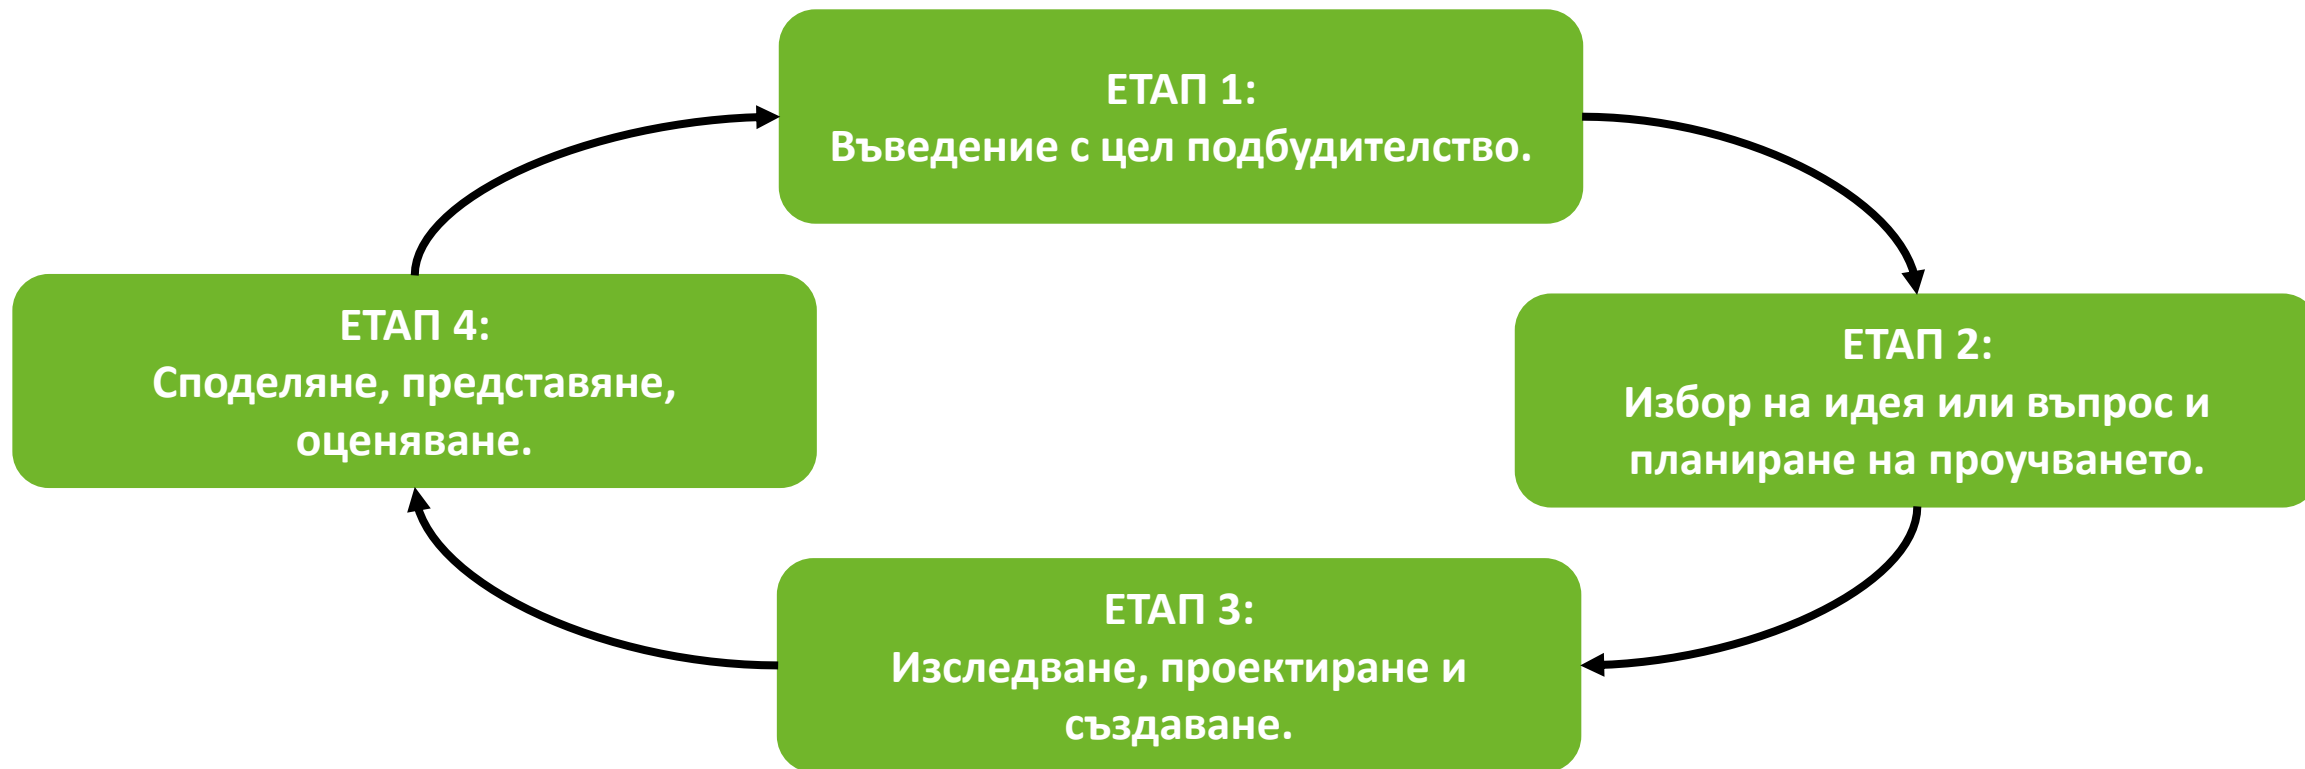 ЕТАП 1:
Въведение с цел подбудителство.
ЕТАП 2:
Избор на идея или въпрос и
планиране на проучването.
ЕТАП 3:
Изследване, проектиране и
създаване.
ЕТАП 4:
Споделяне, представяне,
оценяване.